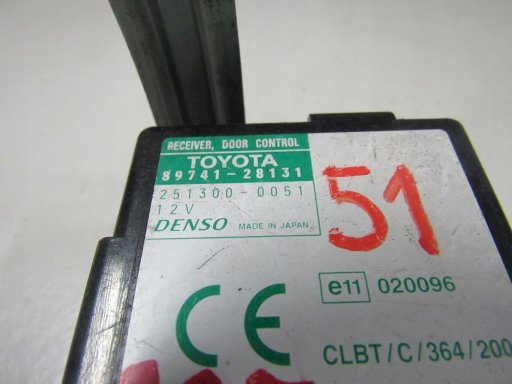 RECEIVER, DOOR CONTROL
TOYOTA
89741-28131
251300-0051
12V
DENSO MADE IN JAPAN
51
e11 020096
CE
CLBT/C/364/200